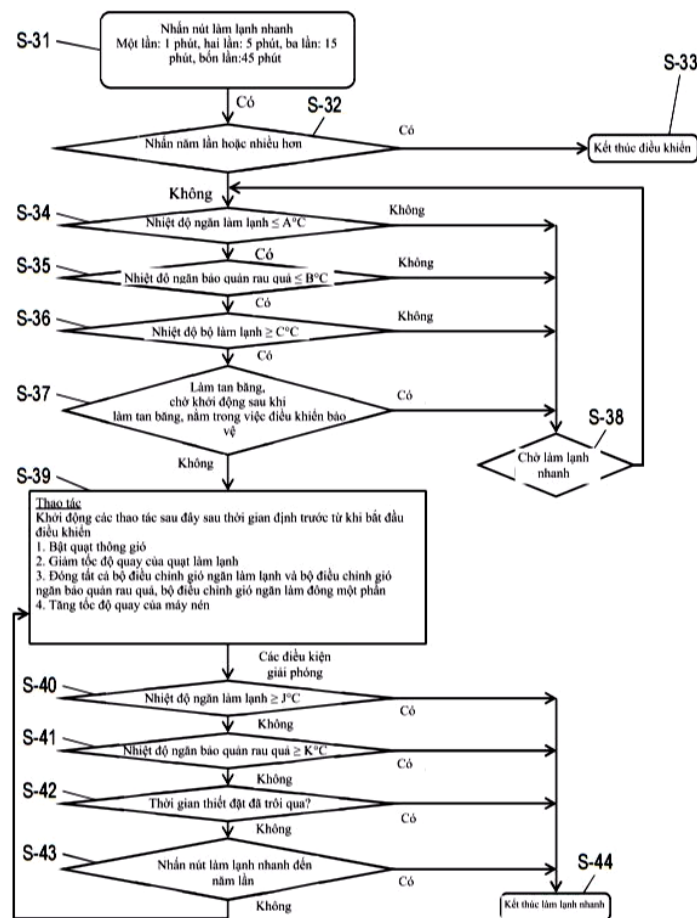 Nhấn nút làm lạnh nhanh
Một lần: 1 phút, hai lần: 5 phút, ba lần: 15
phút, bốn lần:45 phút
S-31
Có
S-32
S-33
Nhấn năm lần hoặc nhiều hơn
Có
Kết thúc điều khiển
Không
S-34
Nhiệt độ ngăn làm lạnh ≤ A°C
Không
Có
S-35
Nhiệt độ ngăn bảo quản rau quả ≤ B°C
Không
Có
S-36
Nhiệt độ bộ làm lạnh ≥ C°C
Không
Có
S-37
Làm tan băng,
chờ khởi động sau khi
làm tan băng, nằm trong việc điều khiển bảo
vệ
Có
S-38
Chờ làm lạnh
nhanh
Không
S-39
Thao tác
Khởi động các thao tác sau đây sau thời gian định trước từ khi bắt đầu
điều khiển
1. Bật quạt thông gió
2. Giảm tốc độ quay của quạt làm lạnh
3. Đóng tất cả bộ điều chỉnh gió ngăn làm lạnh và bộ điều chỉnh gió
ngăn bảo quản rau quả, bộ điều chỉnh gió ngăn làm đông một phần
4. Tăng tốc độ quay của máy nén
Các điều kiện
giải phóng
S-40
Nhiệt độ ngăn làm lạnh ≥ J°C
Có
Không
S-41
Nhiệt độ ngăn bảo quản rau quả ≥ K°C
Có
Không
S-42
Thời gian thiết đặt đã trôi qua?
Có
Không
S-43
Nhấn nút làm lạnh nhanh đến
năm lần
Có
S-44
Kết thúc làm lạnh nhanh
Không